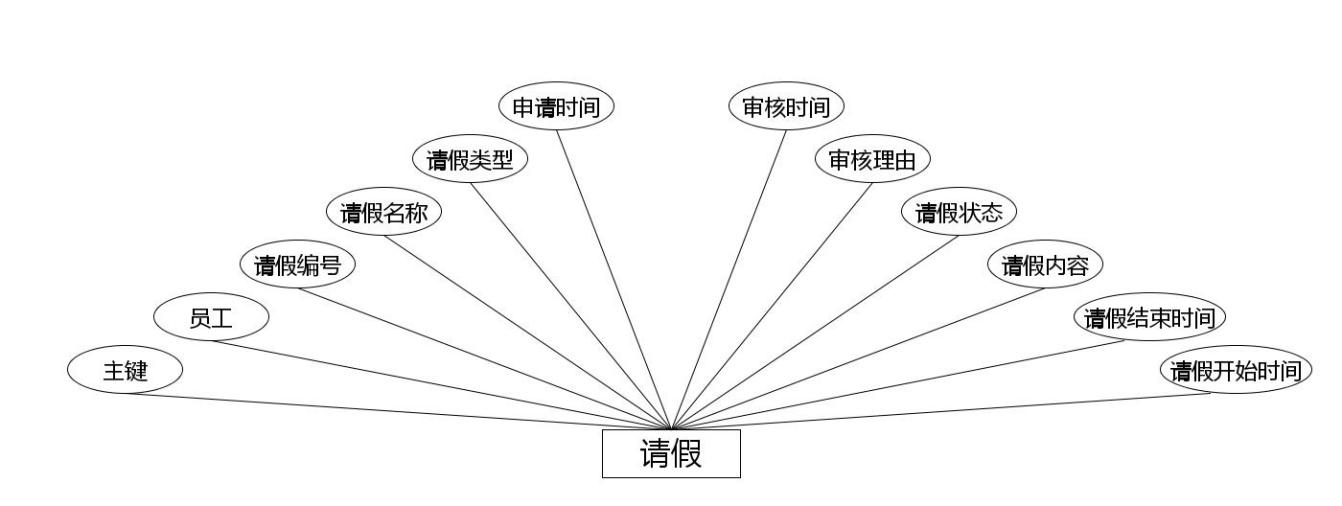 申请时间
审核时间
请假类型
审核理由
请假名称
请假状态
请假编号
请假内容
员工
请假结束时间
主键
请假开始时间
请假